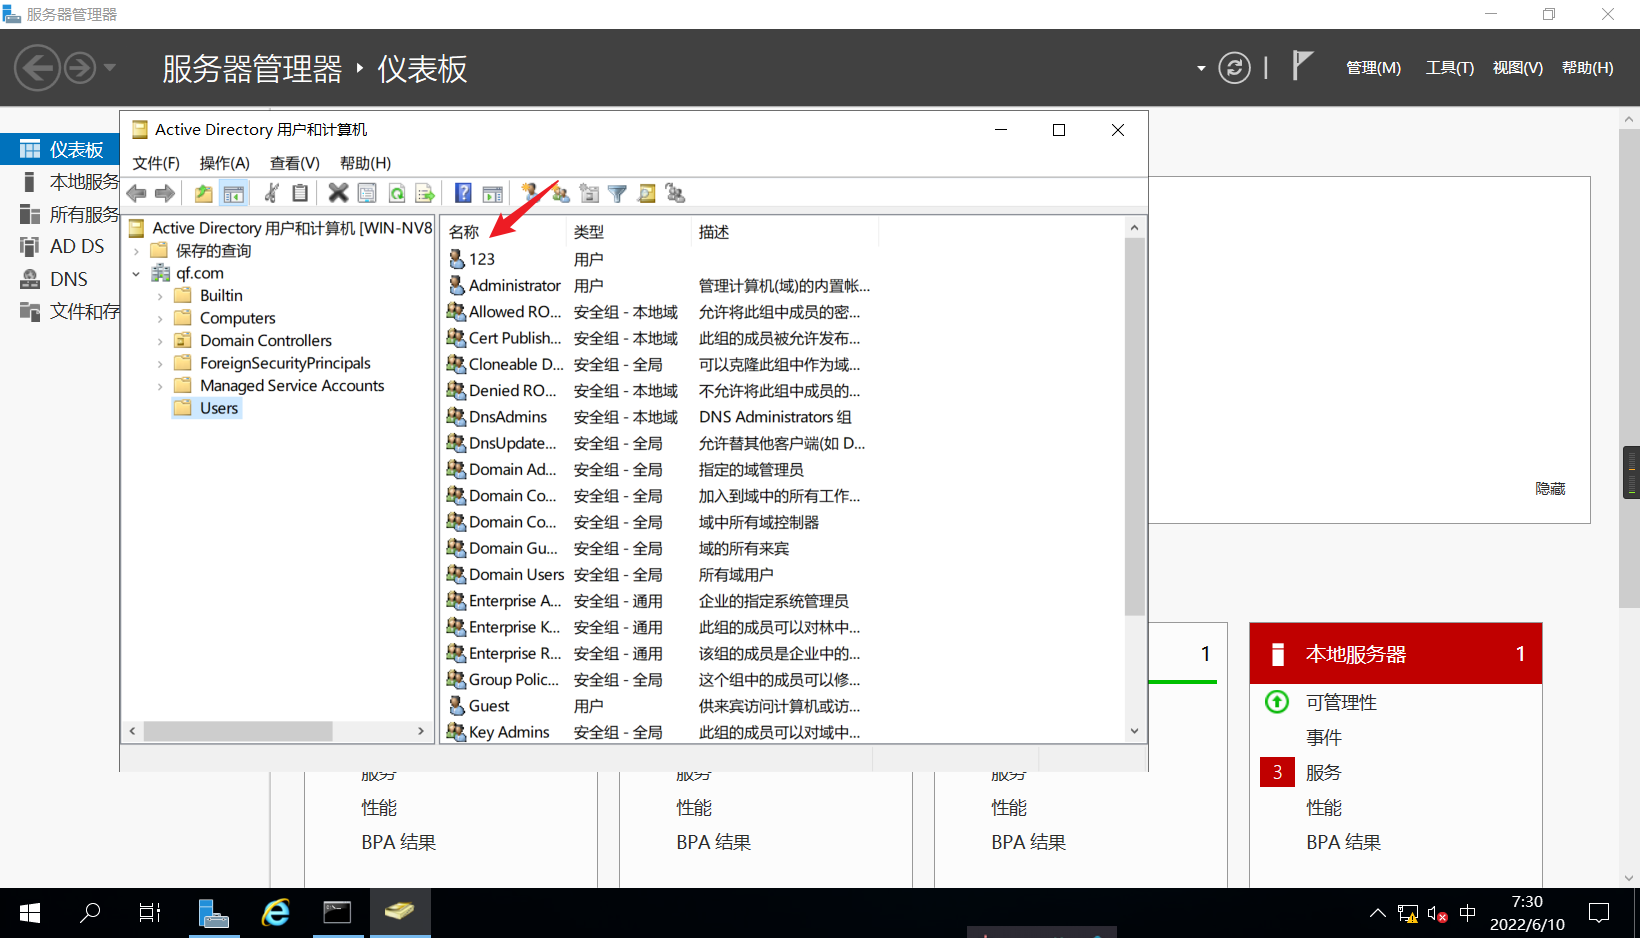 服务器管理器
服务器管理器 仪表板
管理(M) 工具(T) 视图(V) 帮助(H)
仪表板
本地服务
所有服务
AD DS
DNS
文件和存
Active Directory 用户和计算机
文件(F) 操作(A) 查看(V) 帮助(H)
Active Directory 用户和计算机 [WIN-NV8
保存的查询
qf.com
Builtin
Computers
Domain Controllers
ForeignSecurityPrincipals
Managed Service Accounts
Users
名称 类型 描述
123 用户
Administrator 用户 管理计算机(域)的内置帐...
Allowed RO... 安全组 - 本地域 允许将此组中成员的密...
Cert Publish... 安全组 - 本地域 此组的成员被允许发布...
Cloneable D... 安全组 - 全局 可以克隆此组中作为域...
Denied RO... 安全组 - 本地域 不允许将此组中成员的...
DnsAdmins 安全组 - 本地域 DNS Administrators 组
DnsUpdate... 安全组 - 全局 允许替其他客户端(如 D...
Domain Ad... 安全组 - 全局 指定的域管理员
Domain Co... 安全组 - 全局 加入到域中的所有工作...
Domain Co... 安全组 - 全局 域中所有域控制器
Domain Gu... 安全组 - 全局 域的所有来宾
Domain Users 安全组 - 全局 所有域用户
Enterprise A... 安全组 - 通用 企业的指定系统管理员
Enterprise K... 安全组 - 通用 此组的成员可以对林中...
Enterprise R... 安全组 - 通用 该组的成员是企业中的...
Group Polic... 安全组 - 全局 这个组中的成员可以修...
Guest 用户 供来宾访问计算机或访...
Key Admins 安全组 - 全局 此组的成员可以对域中...
隐藏
1
本地服务器 1
可管理性
事件
3 服务
性能
BPA 结果
服务 服务 服务
性能 性能 性能
BPA 结果 BPA 结果 BPA 结果
中
7:30
2022/6/10